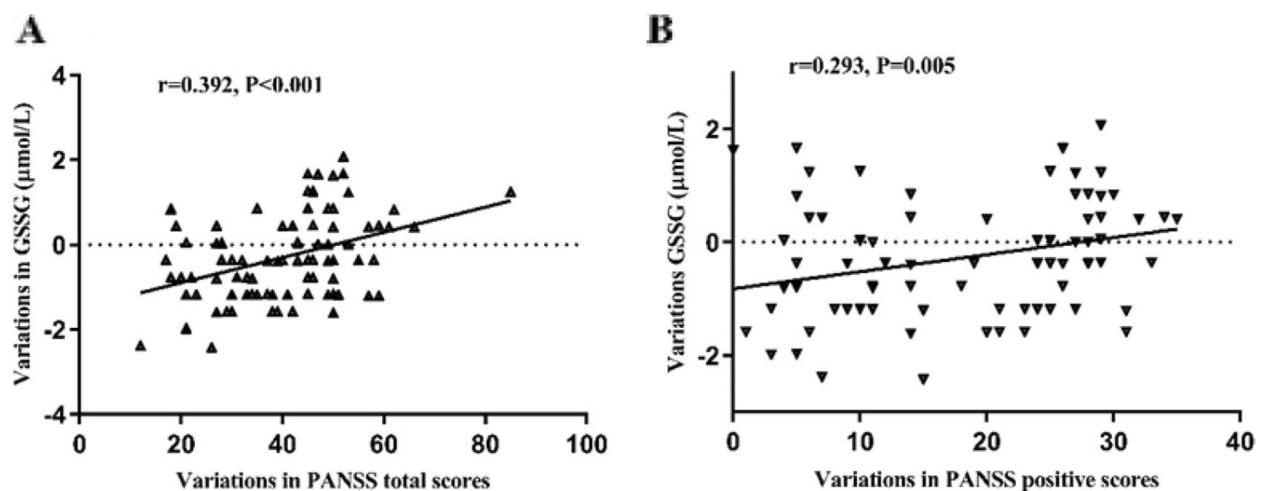 A
r=0.392, P<0.001
Variations in GSSG (μmol/L)
4
2
0
-2
-4
0
20
40
60
80
100
Variations in PANSS total scores
B
r=0.293, P=0.005
Variations GSSG (μmol/L)
2
0
-2
0
10
20
30
40
Variations in PANSS positive scores